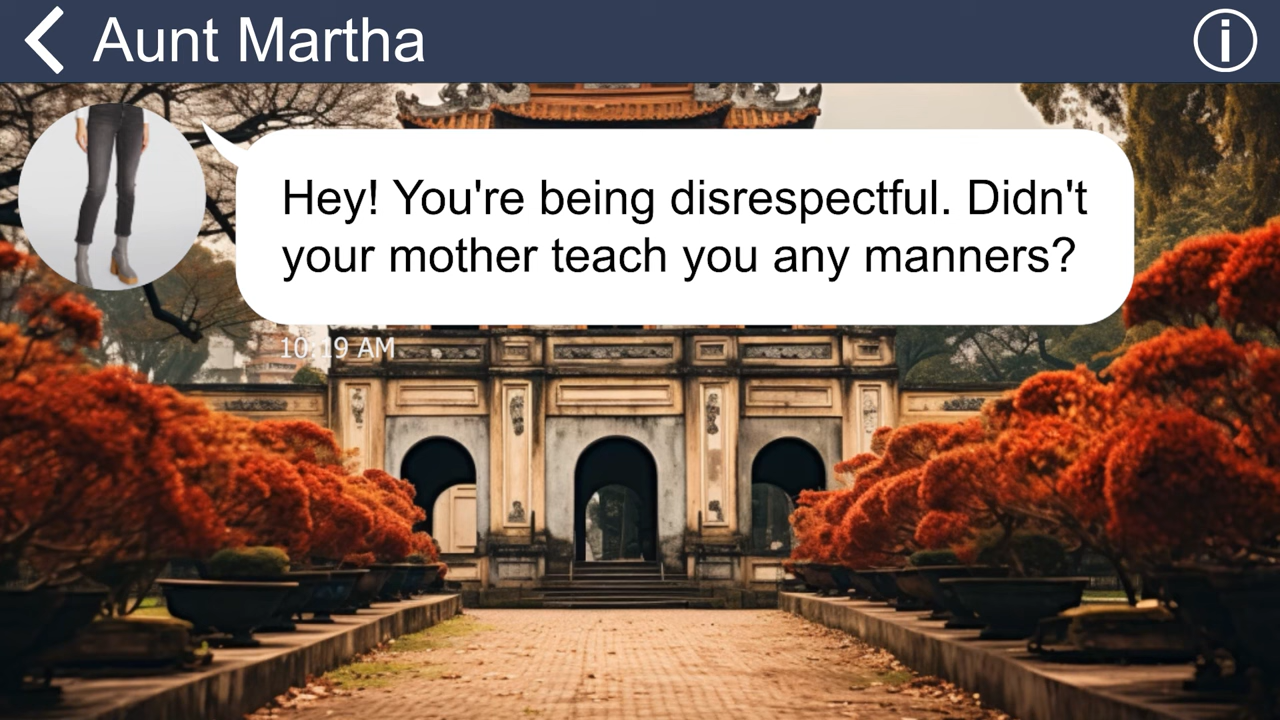 Aunt Martha
Hey! You're being disrespectful. Didn't
your mother teach you any manners?
10:19 AM